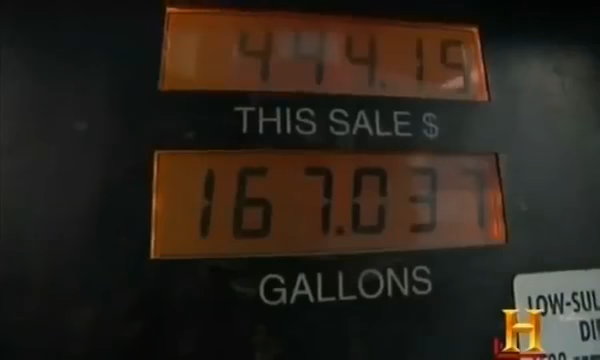 444.19
THIS SALE $
167.037
GALLONS
LOW-SUL
DI
H